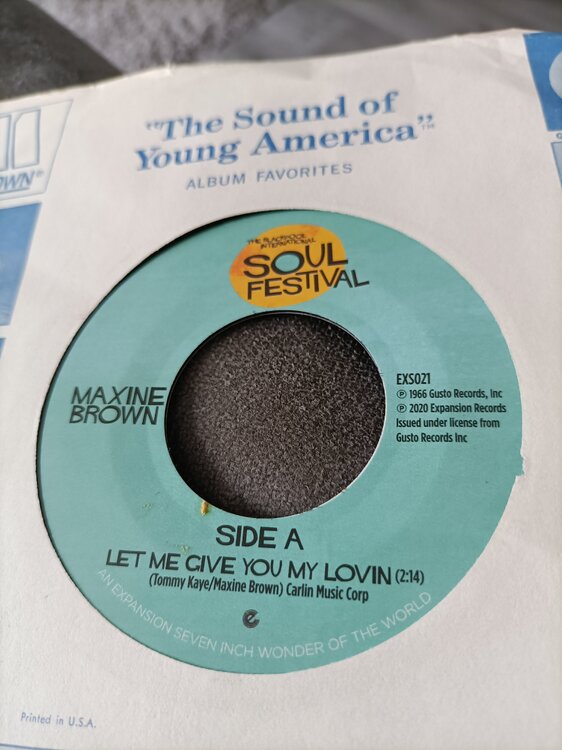 "The Sound of
Young America"™
ALBUM FAVORITES
OWN®
THE BLACKPOOL
INTERNATIONAL
SOUL
FESTIVAL
MAXINE
BROWN
EXS021
℗ 1966 Gusto Records, Inc
℗ 2020 Expansion Records
Issued under license from
Gusto Records Inc
SIDE A
LET ME GIVE YOU MY LOVIN (2:14)
(Tommy Kaye/Maxine Brown) Carlin Music Corp
e
AN EXPANSION SEVEN INCH WONDER OF THE WORLD
Printed in U.S.A.